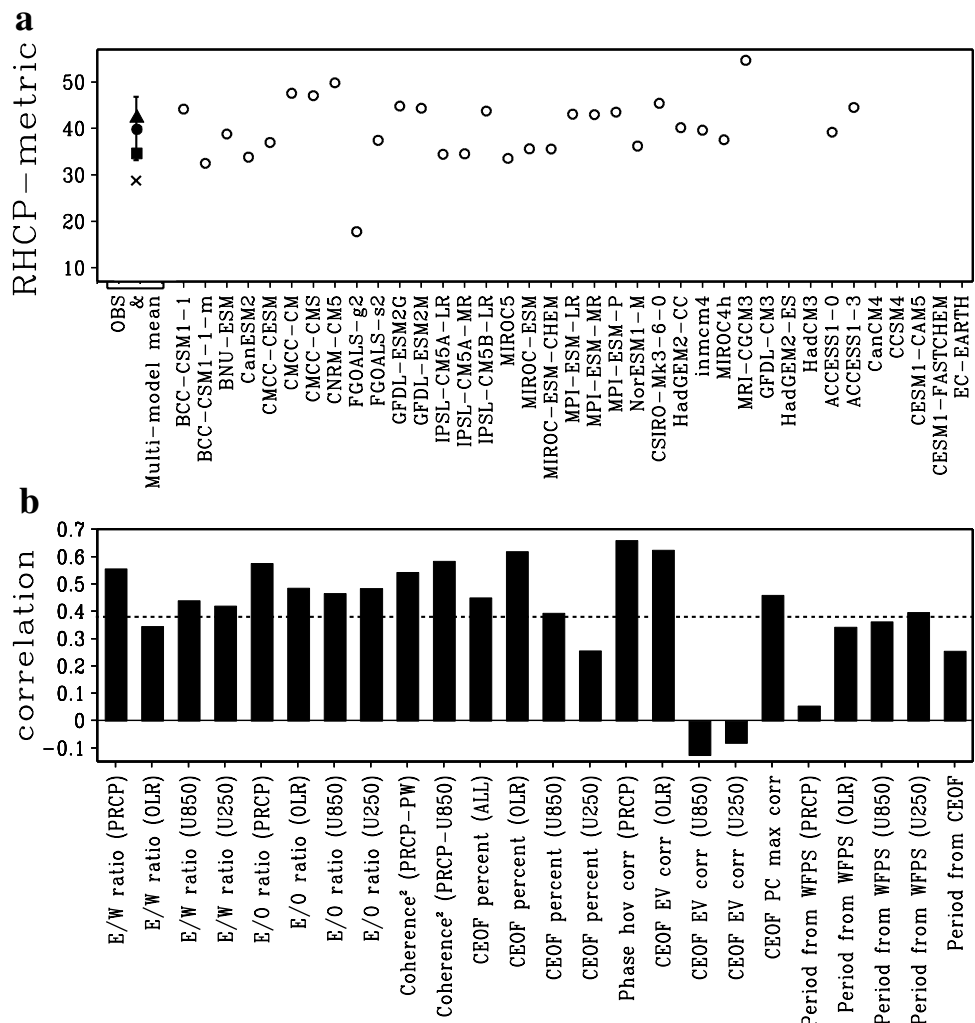 a
RHCP-metric
50
40
30
20
10
OBS
&
Multi-model mean
BCC-CSM1-1
BCC-CSM1-1-m
BNU-ESM
CanESM2
CMCC-CESM
CMCC-CM
CMCC-CMS
CNRM-CM5
FGOALS-g2
FGOALS-s2
GFDL-ESM2G
GFDL-ESM2M
IPSL-CM5A-LR
IPSL-CM5A-MR
IPSL-CM5B-LR
MIROC5
MIROC-ESM
MIROC-ESM-CHEM
MPI-ESM-LR
MPI-ESM-MR
MPI-ESM-P
NorESM1-M
CSIRO-Mk3-6-0
HadGEM2-CC
inmcm4
MIROC4h
MRI-CGCM3
GFDL-CM3
HadGEM2-ES
HadCM3
ACCESS1-0
ACCESS1-3
CanCM4
CCSM4
CESM1-CAM5
CESM1-FASTCHEM
EC-EARTH
b
correlation
0.7
0.6
0.5
0.4
0.3
0.2
0.1
0
-0.1
E/W ratio (PRCP)
E/W ratio (OLR)
E/W ratio (U850)
E/W ratio (U250)
E/O ratio (PRCP)
E/O ratio (OLR)
E/O ratio (U850)
E/O ratio (U250)
Coherence² (PRCP-PW)
Coherence² (PRCP-U850)
CEOF percent (ALL)
CEOF percent (OLR)
CEOF percent (U850)
CEOF percent (U250)
Phase hov corr (PRCP)
CEOF EV corr (OLR)
CEOF EV corr (U850)
CEOF EV corr (U250)
CEOF PC max corr
Period from WFPS (PRCP)
Period from WFPS (OLR)
Period from WFPS (U850)
Period from WFPS (U250)
Period from CEOF